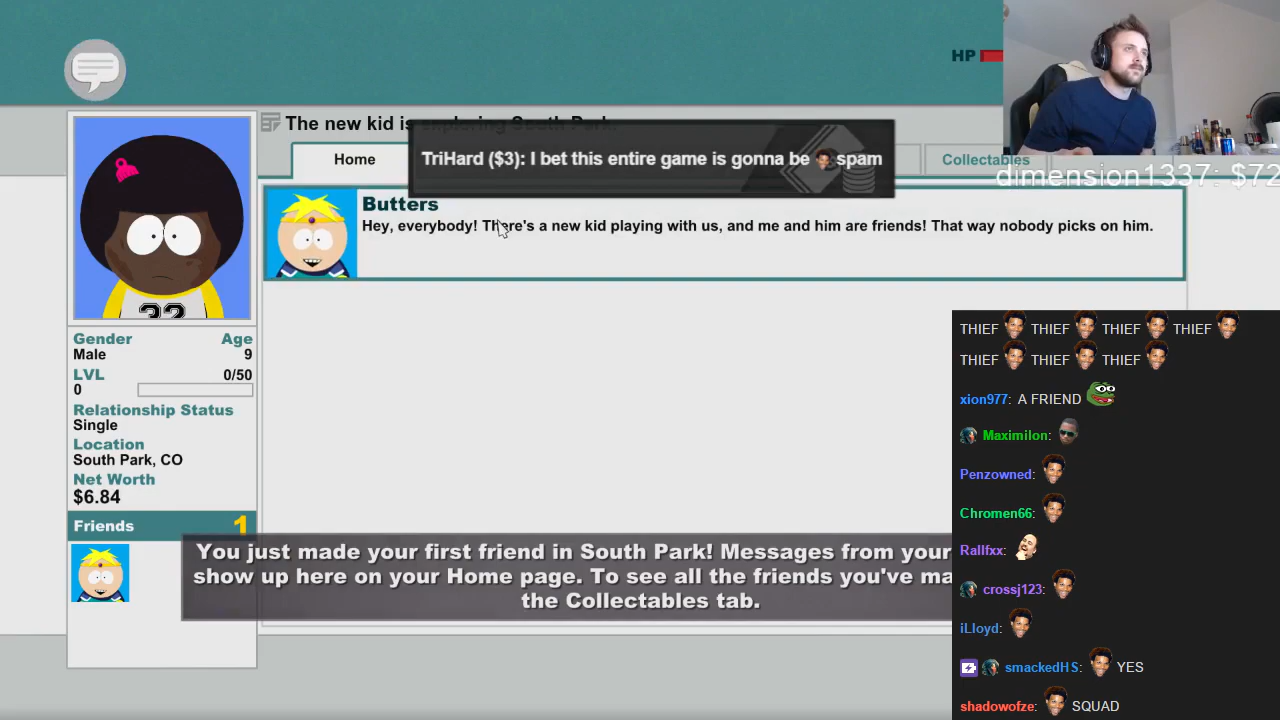 HP
The new kid is exploring South Park.
TriHard ($3): I bet this entire game is gonna be spam
Home
Collectables
dimension1337: $72
Butters
Hey, everybody! There's a new kid playing with us, and me and him are friends! That way nobody picks on him.
32
Gender Age
Male 9
LVL 0/50
0
Relationship Status
Single
Location
South Park, CO
Net Worth
$6.84
Friends 1
You just made your first friend in South Park! Messages from your
show up here on your Home page. To see all the friends you've ma
the Collectables tab.
THIEF THIEF THIEF THIEF
THIEF THIEF THIEF
xion977: A FRIEND
Maximilon:
Penzowned:
Chromen66:
Rallfxx:
crossj123:
iLloyd:
smackedHS: YES
shadowofze: SQUAD